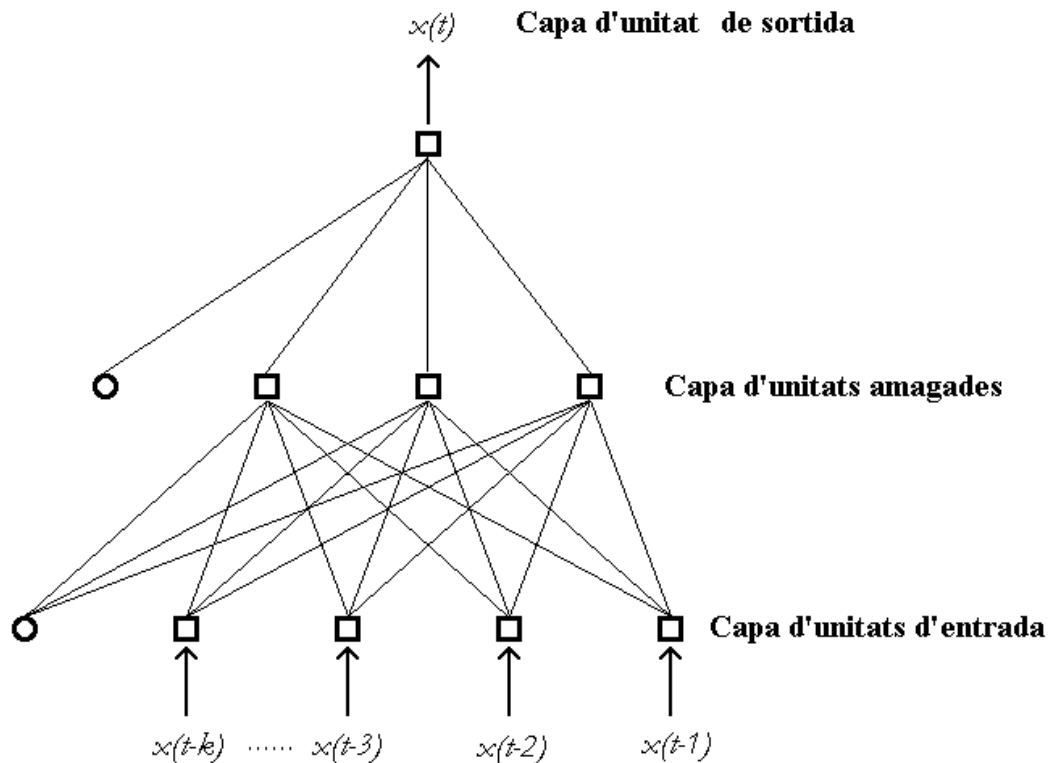 x(t) Capa d'unitat de sortida
Capa d'unitats amagades
Capa d'unitats d'entrada
x(t-k) ...... x(t-3) x(t-2) x(t-1)